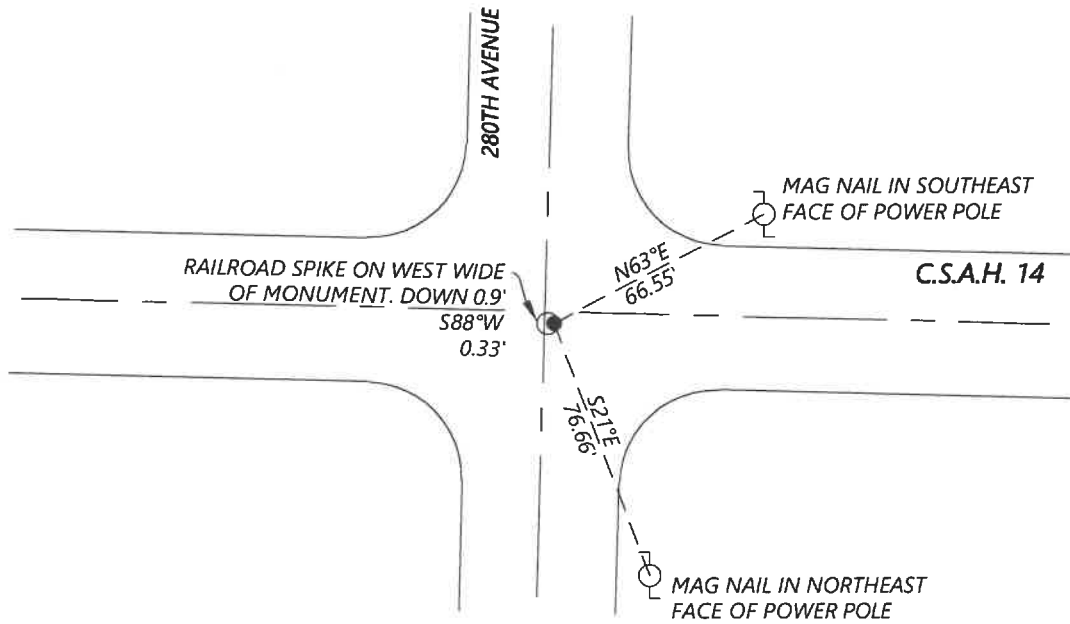 280TH AVENUE
MAG NAIL IN SOUTHEAST
FACE OF POWER POLE
RAILROAD SPIKE ON WEST WIDE
OF MONUMENT. DOWN 0.9'
S88°W
0.33'
N63°E
66.55'
C.S.A.H. 14
S21°E
76.66'
MAG NAIL IN NORTHEAST
FACE OF POWER POLE